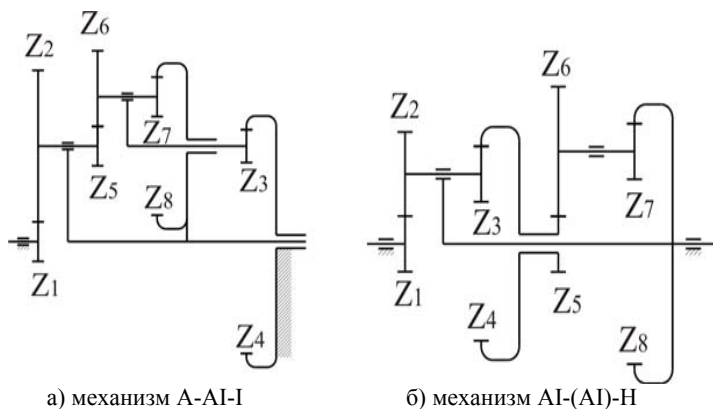 Z6
Z2
Z7
Z3
Z5
Z8
Z1
Z4
а) механизм A-AI-I
Z6
Z2
Z3
Z7
Z1
Z4
Z5
Z8
б) механизм AI-(AI)-H